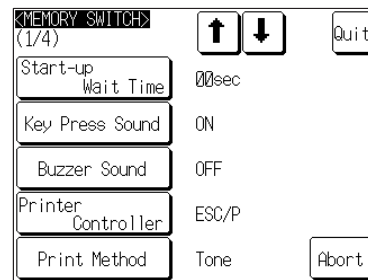 <MEMORY SWITCH>
(1/4)
Quit
Start-up
Wait Time
00sec
Key Press Sound
ON
Buzzer Sound
OFF
Printer
Controller
ESC/P
Print Method
Tone
Abort